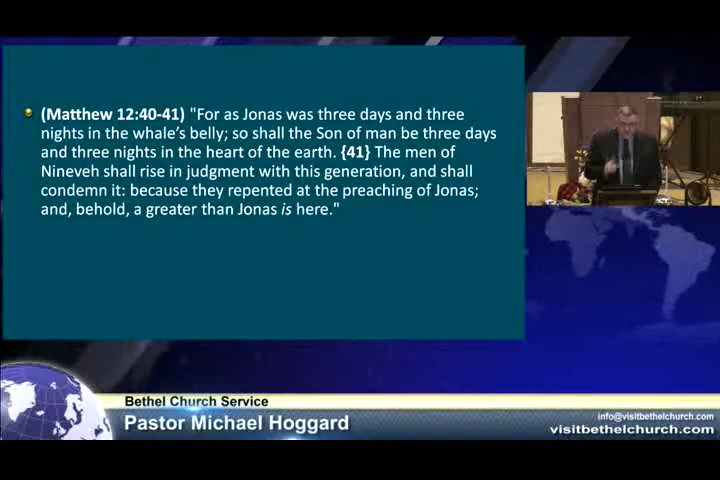 (Matthew 12:40-41) "For as Jonas was three days and three
nights in the whale's belly; so shall the Son of man be three days
and three nights in the heart of the earth. {41} The men of
Nineveh shall rise in judgment with this generation, and shall
condemn it: because they repented at the preaching of Jonas;
and, behold, a greater than Jonas is here."
Bethel Church Service
Pastor Michael Hoggard
info@visitbethelchurch.com
visitbethelchurch.com